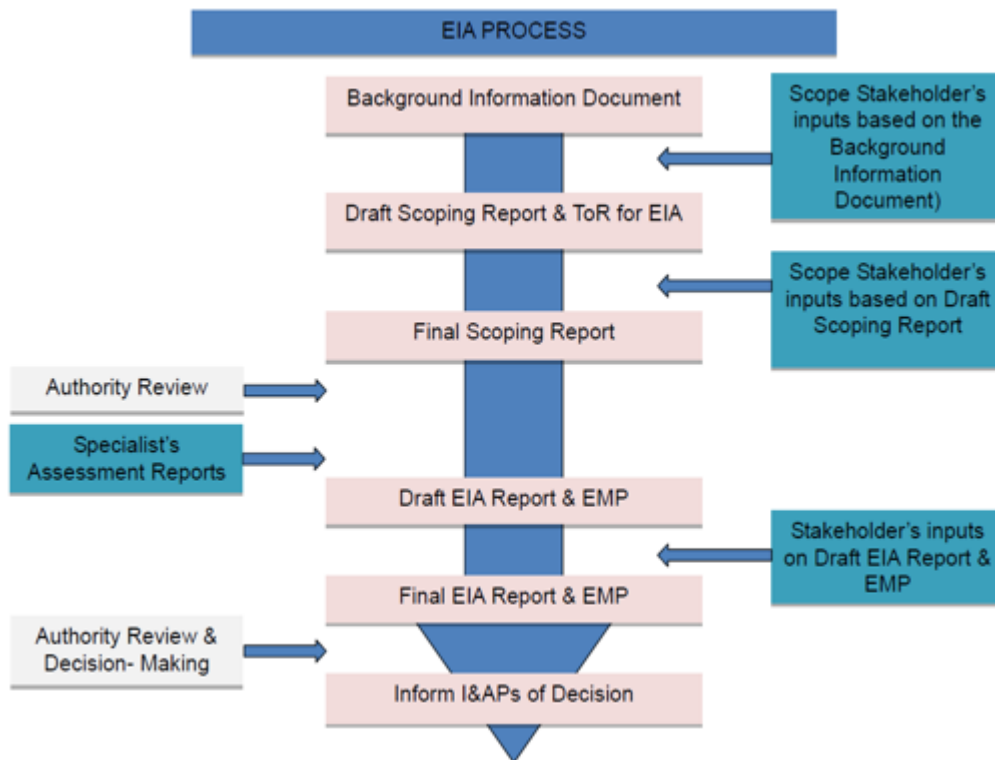 EIA PROCESS
Background Information Document
Scope Stakeholder's
inputs based on the
Background
Information
Document)
Draft Scoping Report & ToR for EIA
Scope Stakeholder's
inputs based on Draft
Scoping Report
Final Scoping Report
Authority Review
Specialist's
Assessment Reports
Draft EIA Report & EMP
Stakeholder's inputs
on Draft EIA Report &
EMP
Final EIA Report & EMP
Authority Review &
Decision- Making
Inform I&APs of Decision